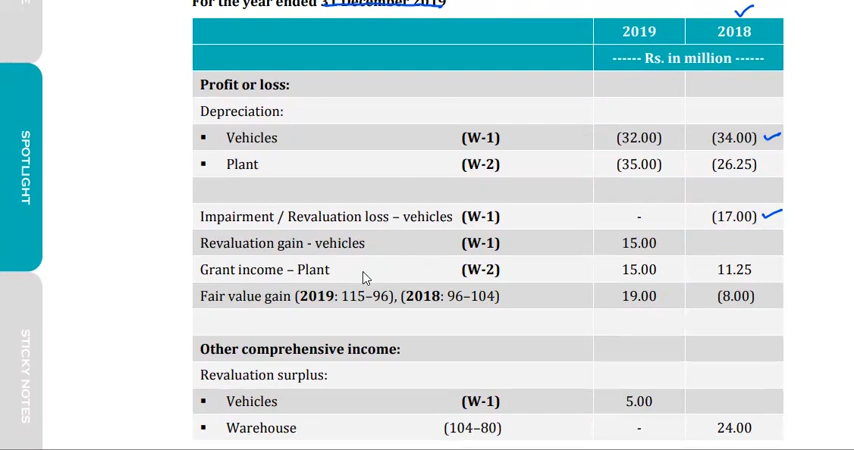 For the year ended 31 December 2019
2019 2018
------ Rs. in million ------
Profit or loss:
Depreciation:
▪ Vehicles (W-1) (32.00) (34.00)
▪ Plant (W-2) (35.00) (26.25)
Impairment / Revaluation loss – vehicles (W-1) - (17.00)
Revaluation gain - vehicles (W-1) 15.00
Grant income – Plant (W-2) 15.00 11.25
Fair value gain (2019: 115–96), (2018: 96–104) 19.00 (8.00)
Other comprehensive income:
Revaluation surplus:
▪ Vehicles (W-1) 5.00
▪ Warehouse (104–80) - 24.00
SPOTLIGHT
STICKY NOTES